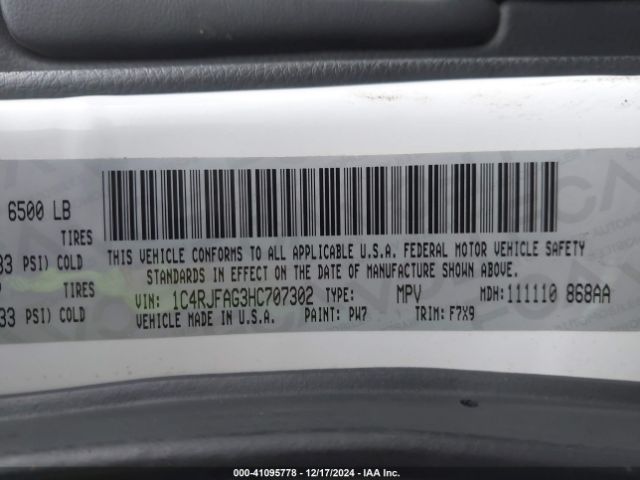 6500 LB
TIRES
33 PSI) COLD
TIRES
33 PSI) COLD
THIS VEHICLE CONFORMS TO ALL APPLICABLE U.S.A. FEDERAL MOTOR VEHICLE SAFETY
STANDARDS IN EFFECT ON THE DATE OF MANUFACTURE SHOWN ABOVE.
VIN: 1C4RJFAG3HC707302 TYPE: MPV MDH:111110 868AA
VEHICLE MADE IN U.S.A. PAINT: PW7 TRIM: F7X9
000-41095778 - 12/17/2024 - IAA Inc.